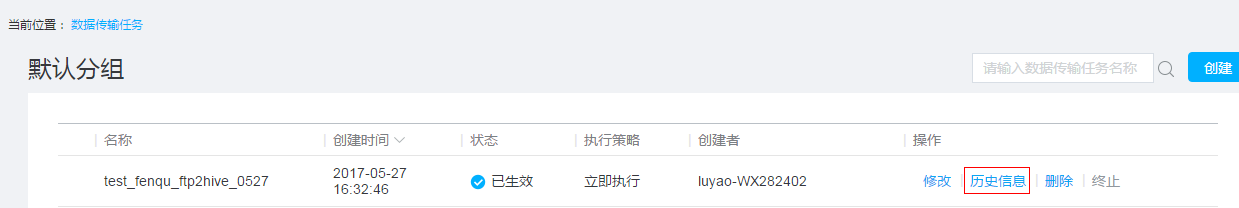 当前位置： 数据传输任务
默认分组
请输入数据传输任务名称
创建
名称 创建时间 状态 执行策略 创建者 操作
test_fenqu_ftp2hive_0527 2017-05-27 16:32:46 已生效 立即执行 luyao-WX282402 修改 历史信息 删除 终止